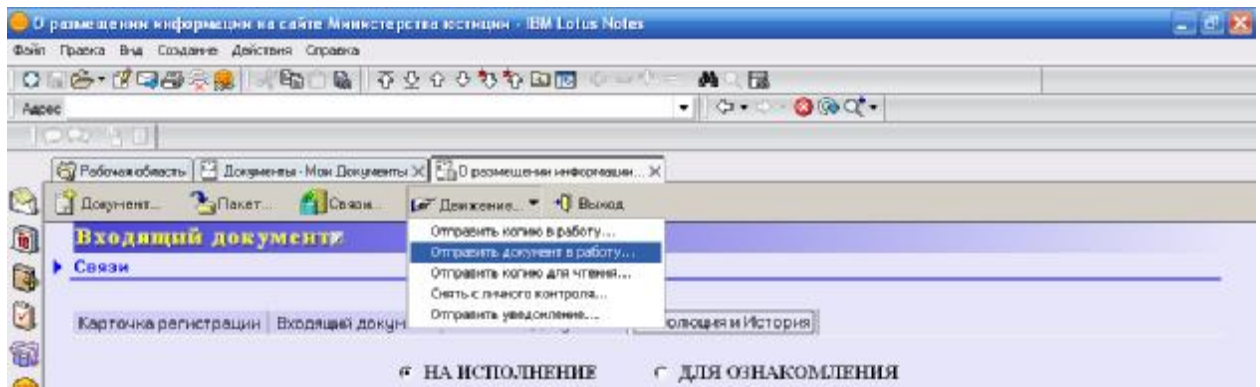 О размещении информации на сайте Министерства юстиции - IBM Lotus Notes
Файл Правка Вид Создание Действия Справка
Адрес
Рабочая область Документы - Мои Документы О размещении информации...
Документ... Пакет... Связи... Движение... Выход
Отправить копию в работу...
Входящий документ
Отправить документ в работу...
Связи
Отправить копию для чтения...
Снять с личного контроля...
Отправить уведомление...
Карточка регистрации Входящий докум олюция и История
НА ИСПОЛНЕНИЕ ДЛЯ ОЗНАКОМЛЕНИЯ